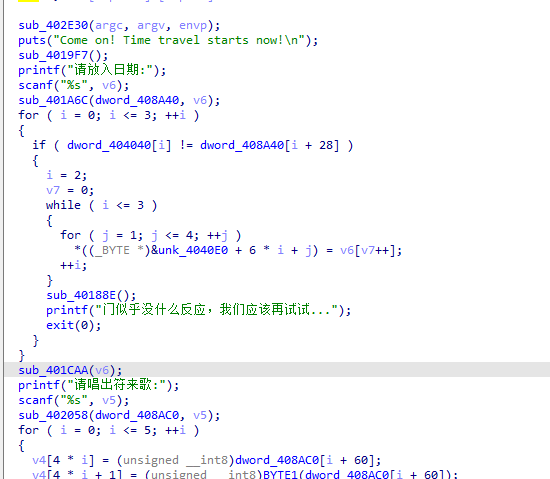 sub_402E30(argc, argv, envp);
puts("Come on! Time travel starts now!\n");
sub_4019F7();
printf("请放入日期:");
scanf("%s", v6);
sub_401A6C(dword_408A40, v6);
for ( i = 0; i <= 3; ++i )
{
if ( dword_404040[i] != dword_408A40[i + 28] )
{
i = 2;
v7 = 0;
while ( i <= 3 )
{
for ( j = 1; j <= 4; ++j )
*((_BYTE *)&unk_4040E0 + 6 * i + j) = v6[v7++];
++i;
}
sub_40188E();
printf("门似乎没什么反应，我们应该再试试...");
exit(0);
}
}
sub_401CAA(v6);
printf("请唱出符来歌:");
scanf("%s", v5);
sub_402058(dword_408AC0, v5);
for ( i = 0; i <= 5; ++i )
{
v4[4 * i] = (unsigned __int8)dword_408AC0[i + 60];
v4[4 * i + 1] = (unsigned __int8)BYTE1(dword_408AC0[i + 60]);